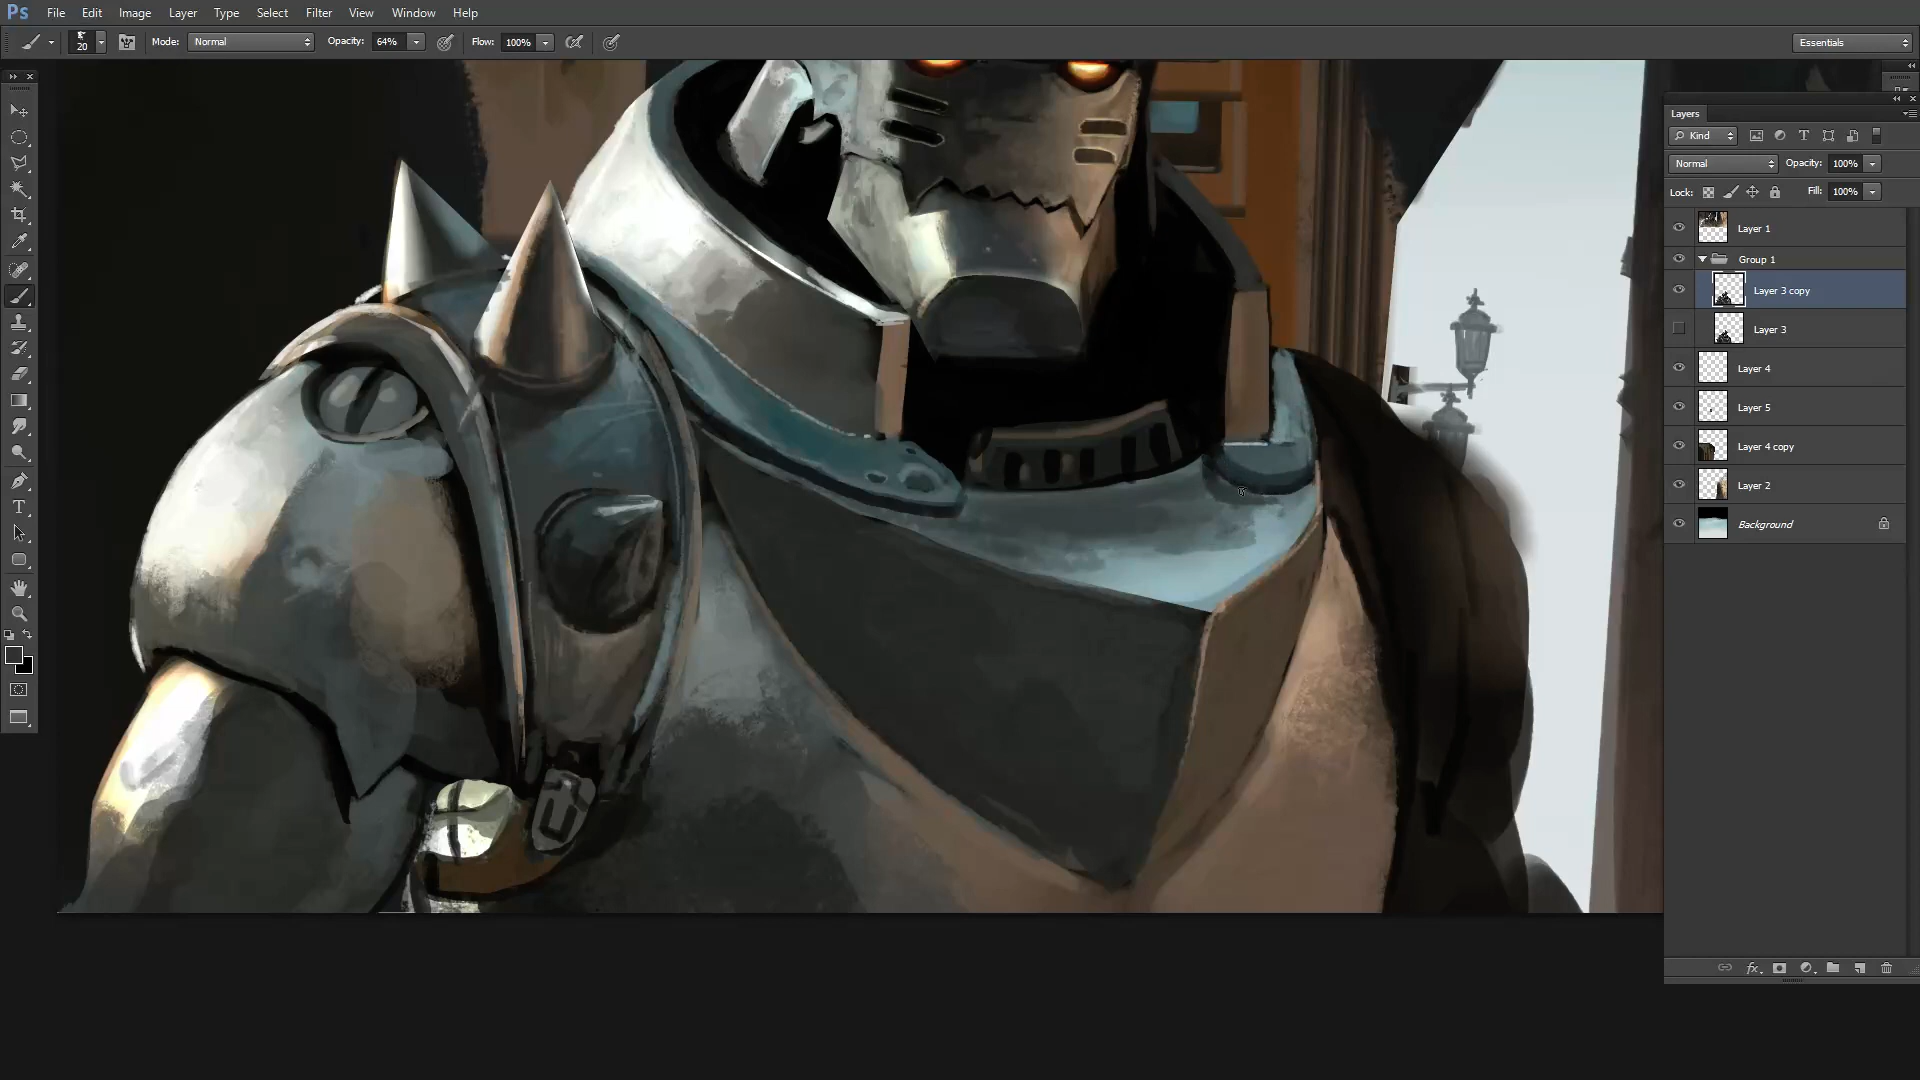 Ps File Edit Image Layer Type Select Filter View Window Help
20 Mode: Normal Opacity: 64% Flow: 100% Essentials
Layers
Kind T
Normal Opacity: 100%
Lock: Fill: 100%
Layer 1
Group 1
Layer 3 copy
Layer 3
Layer 4
Layer 5
Layer 4 copy
Layer 2
Background
T
fx